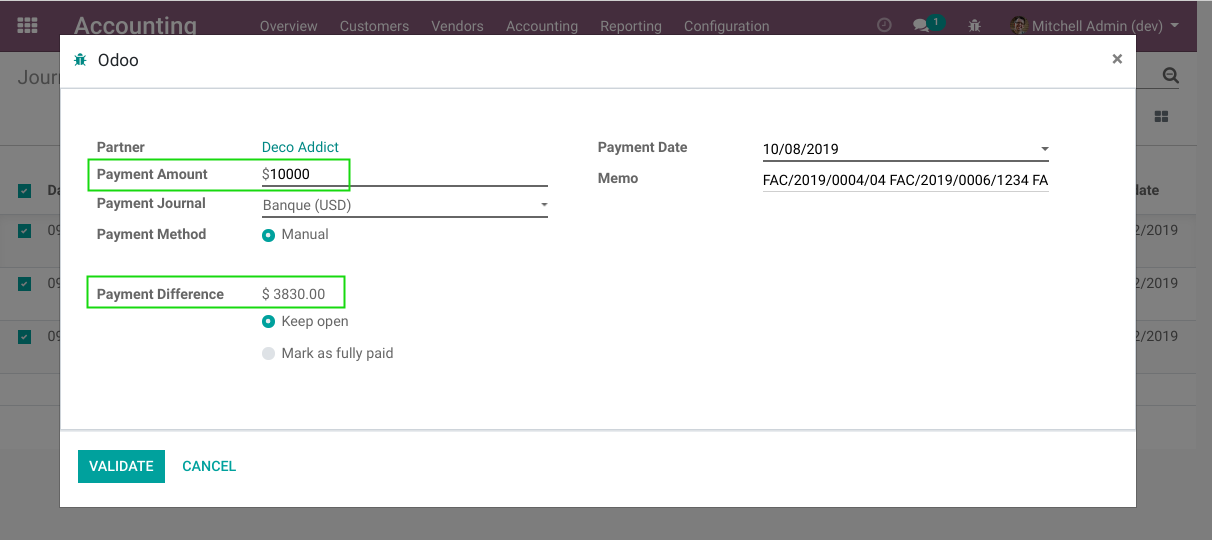 Accounting Overview Customers Vendors Accounting Reporting Configuration 1 Mitchell Admin (dev)
Odoo ×
Partner Deco Addict Payment Date 10/08/2019
Payment Amount $10000 Memo FAC/2019/0004/04 FAC/2019/0006/1234 FA
Payment Journal Banque (USD)
Payment Method Manual
Payment Difference $ 3830.00
Keep open
Mark as fully paid
VALIDATE CANCEL
Journ
Da
ate
09
2/2019
09
2/2019
09
2/2019